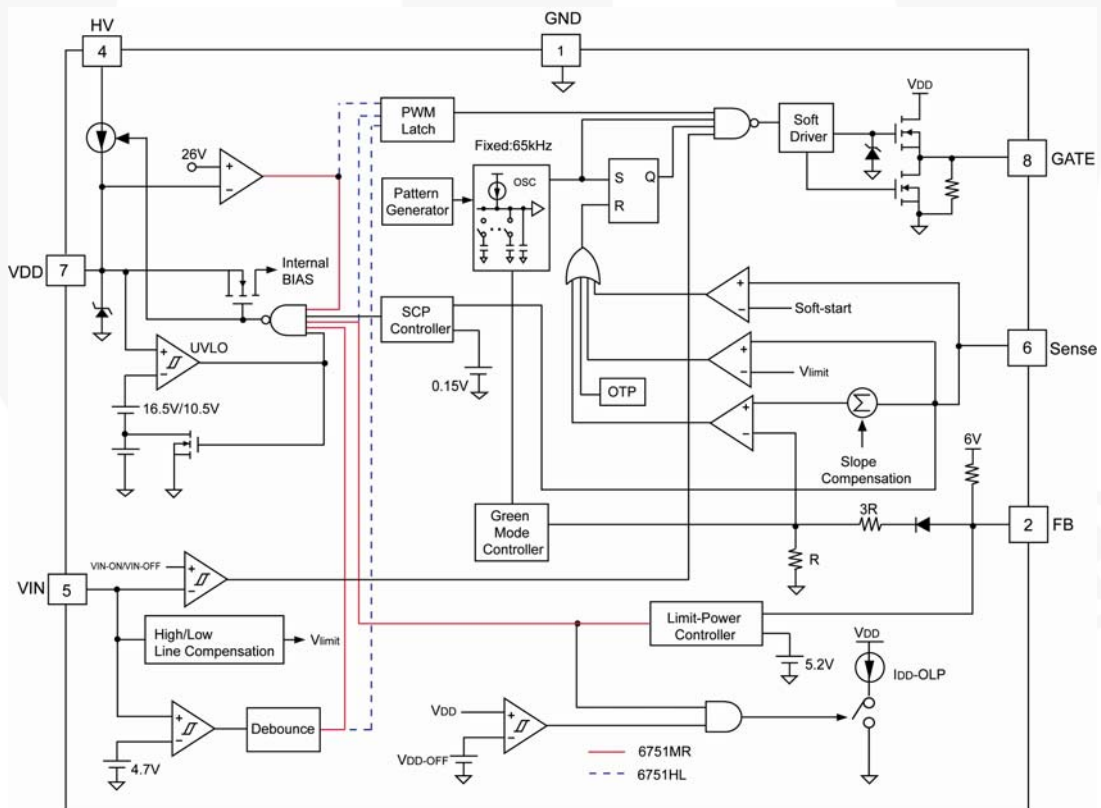 HV
4
GND
1
VDD
PWM
Latch
Soft
Driver
8
GATE
26V
Fixed:65kHz
OSC
Pattern
Generator
S
Q
R
VDD
7
Internal
BIAS
SCP
Controller
Soft-start
UVLO
0.15V
6
Sense
Vlimit
OTP
16.5V/10.5V
Σ
6V
Slope
Compensation
Green
Mode
Controller
3R
2
FB
R
VIN
5
VIN-ON/VIN-OFF
High/Low
Line Compensation
Vlimit
Limit-Power
Controller
5.2V
VDD
IDD-OLP
Debounce
VDD
4.7V
VDD-OFF
6751MR
6751HL